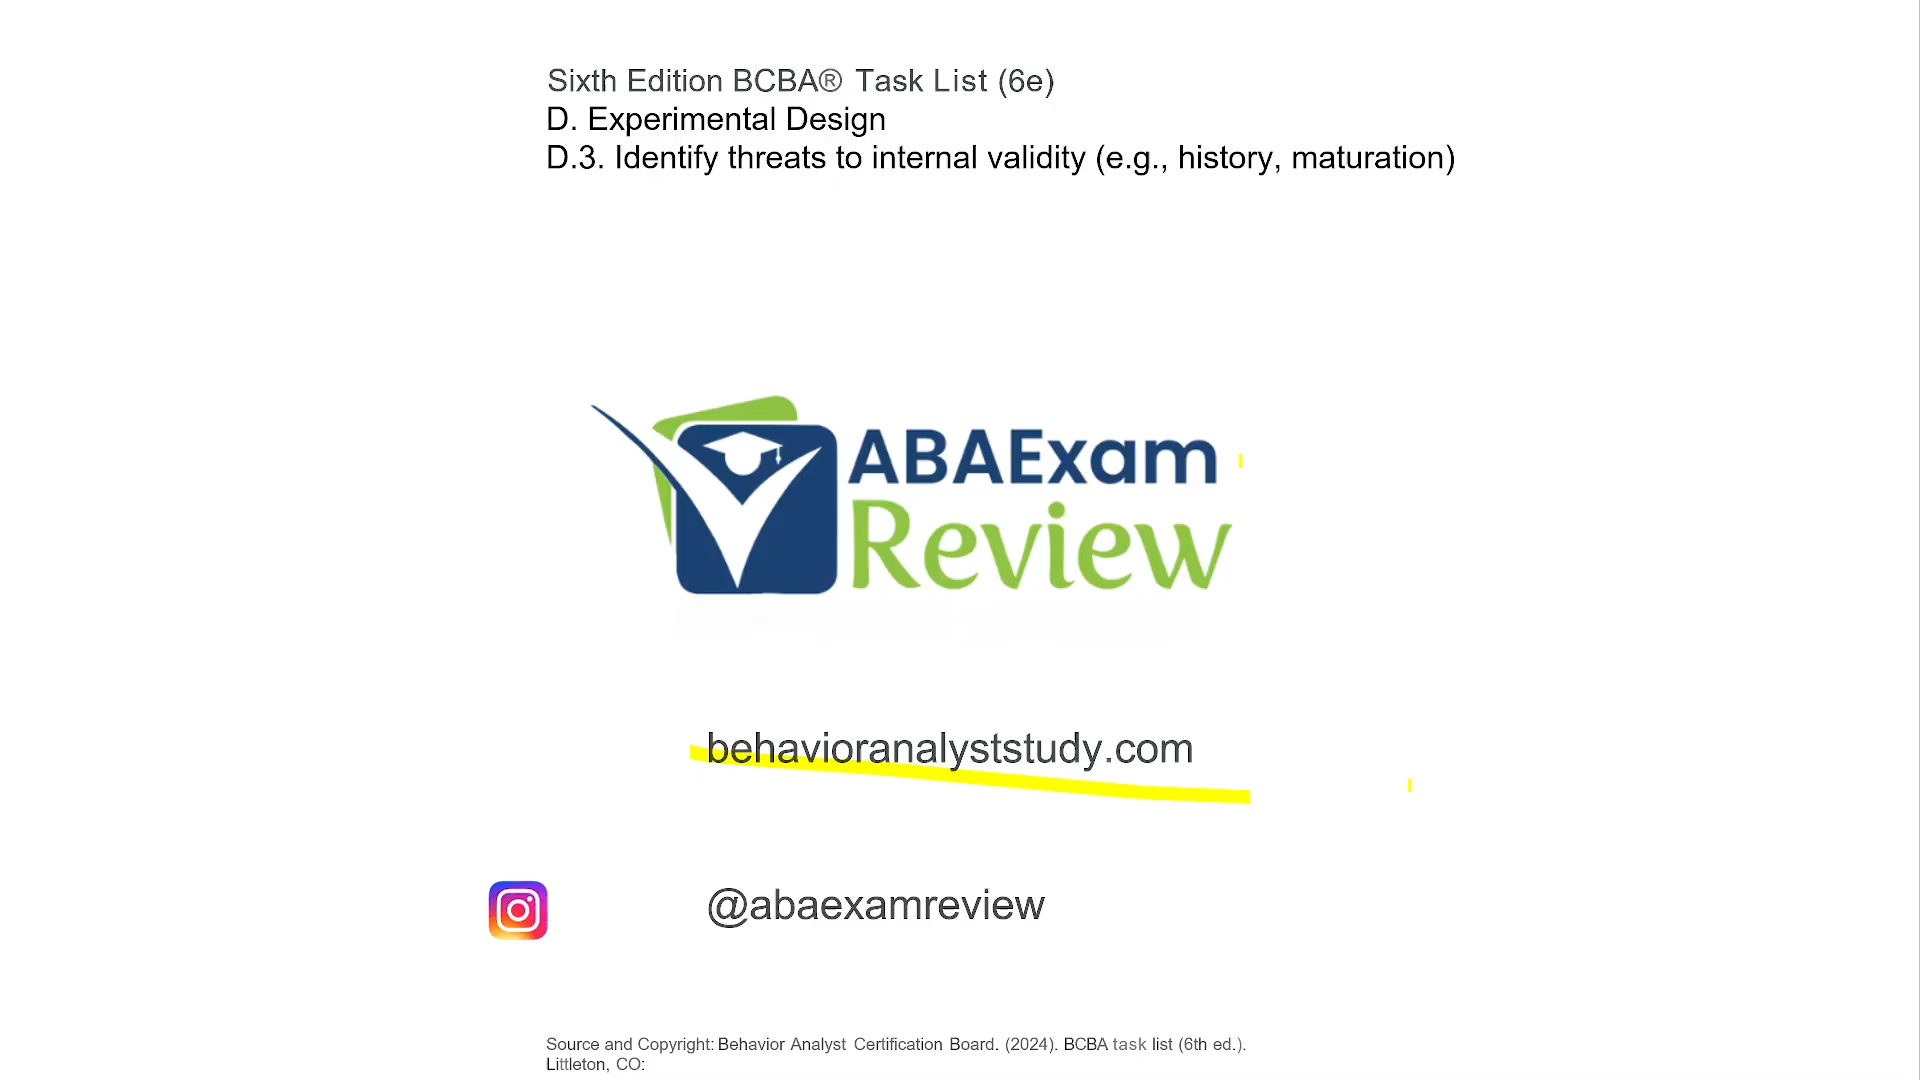 Sixth Edition BCBA® Task List (6e)
D. Experimental Design
D.3. Identify threats to internal validity (e.g., history, maturation)
ABAExam
Review
behavioranalyststudy.com
@abaexamreview
Source and Copyright: Behavior Analyst Certification Board. (2024). BCBA task list (6th ed.).
Littleton, CO: